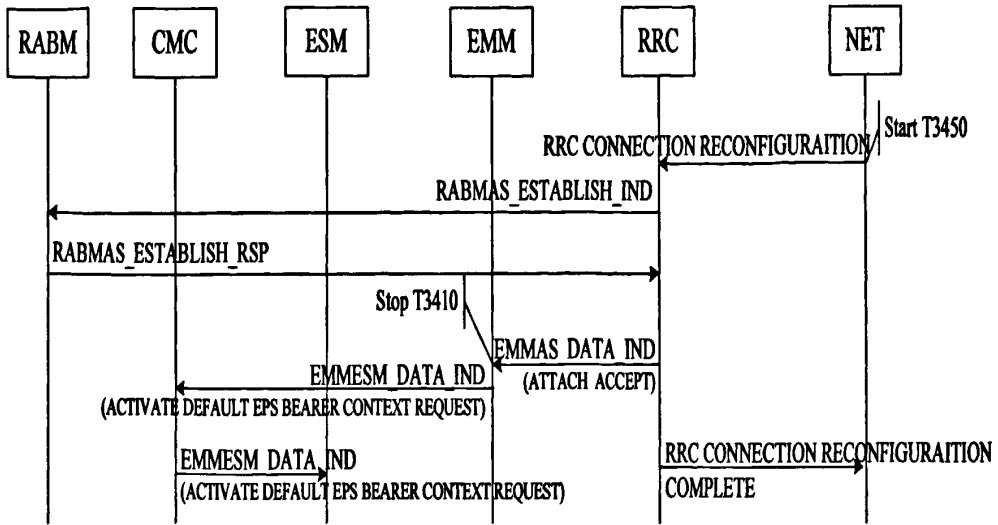 RABM CMC ESM EMM RRC NET
Start T3450
RRC CONNECTION RECONFIGURAITION
RABMAS_ESTABLISH_IND
RABMAS_ESTABLISH_RSP
Stop T3410
EMMAS_DATA_IND
(ATTACH ACCEPT)
EMMESM_DATA_IND
(ACTIVATE DEFAULT EPS BEARER CONTEXT REQUEST)
EMMESM_DATA_IND
(ACTIVATE DEFAULT EPS BEARER CONTEXT REQUEST)
RRC CONNECTION RECONFIGURAITION
COMPLETE